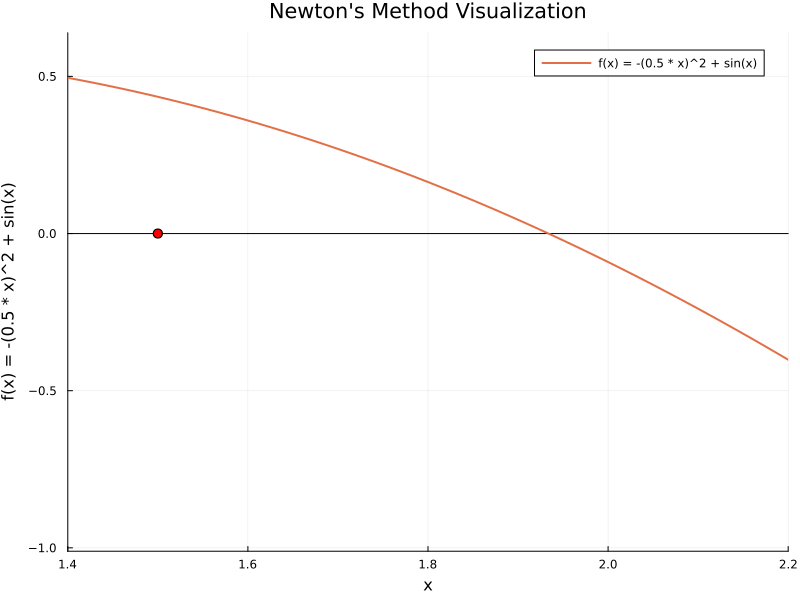 Newton's Method Visualization
f(x) = -(0.5 * x)^2 + sin(x)
f(x) = -(0.5 * x)^2 + sin(x)
0.5
0.0
−0.5
−1.0
1.4 1.6 1.8 2.0 2.2
x